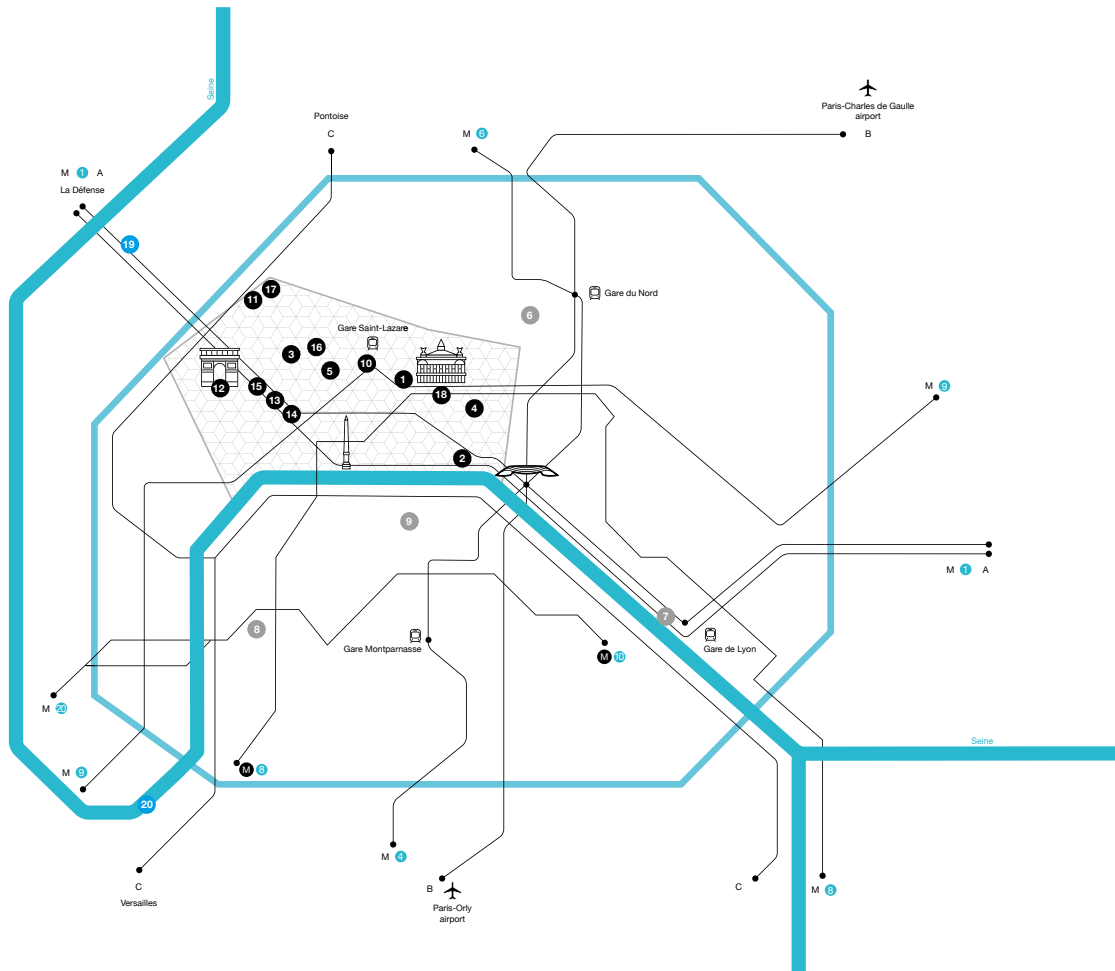 Seine
Paris-Charles de Gaulle
airport
B
Pontoise
C
M 6
M 1 A
La Défense
19
17
11
Gare du Nord
6
Gare Saint-Lazare
16
3
10
5
1
12
15
18
13
4
14
M 9
2
9
M 1 A
7
8
Gare Montparnasse
Gare de Lyon
M 10
M 20
Seine
M 9
M 8
20
M 4
C
Versailles
B
Paris-Orly
airport
C
M 8